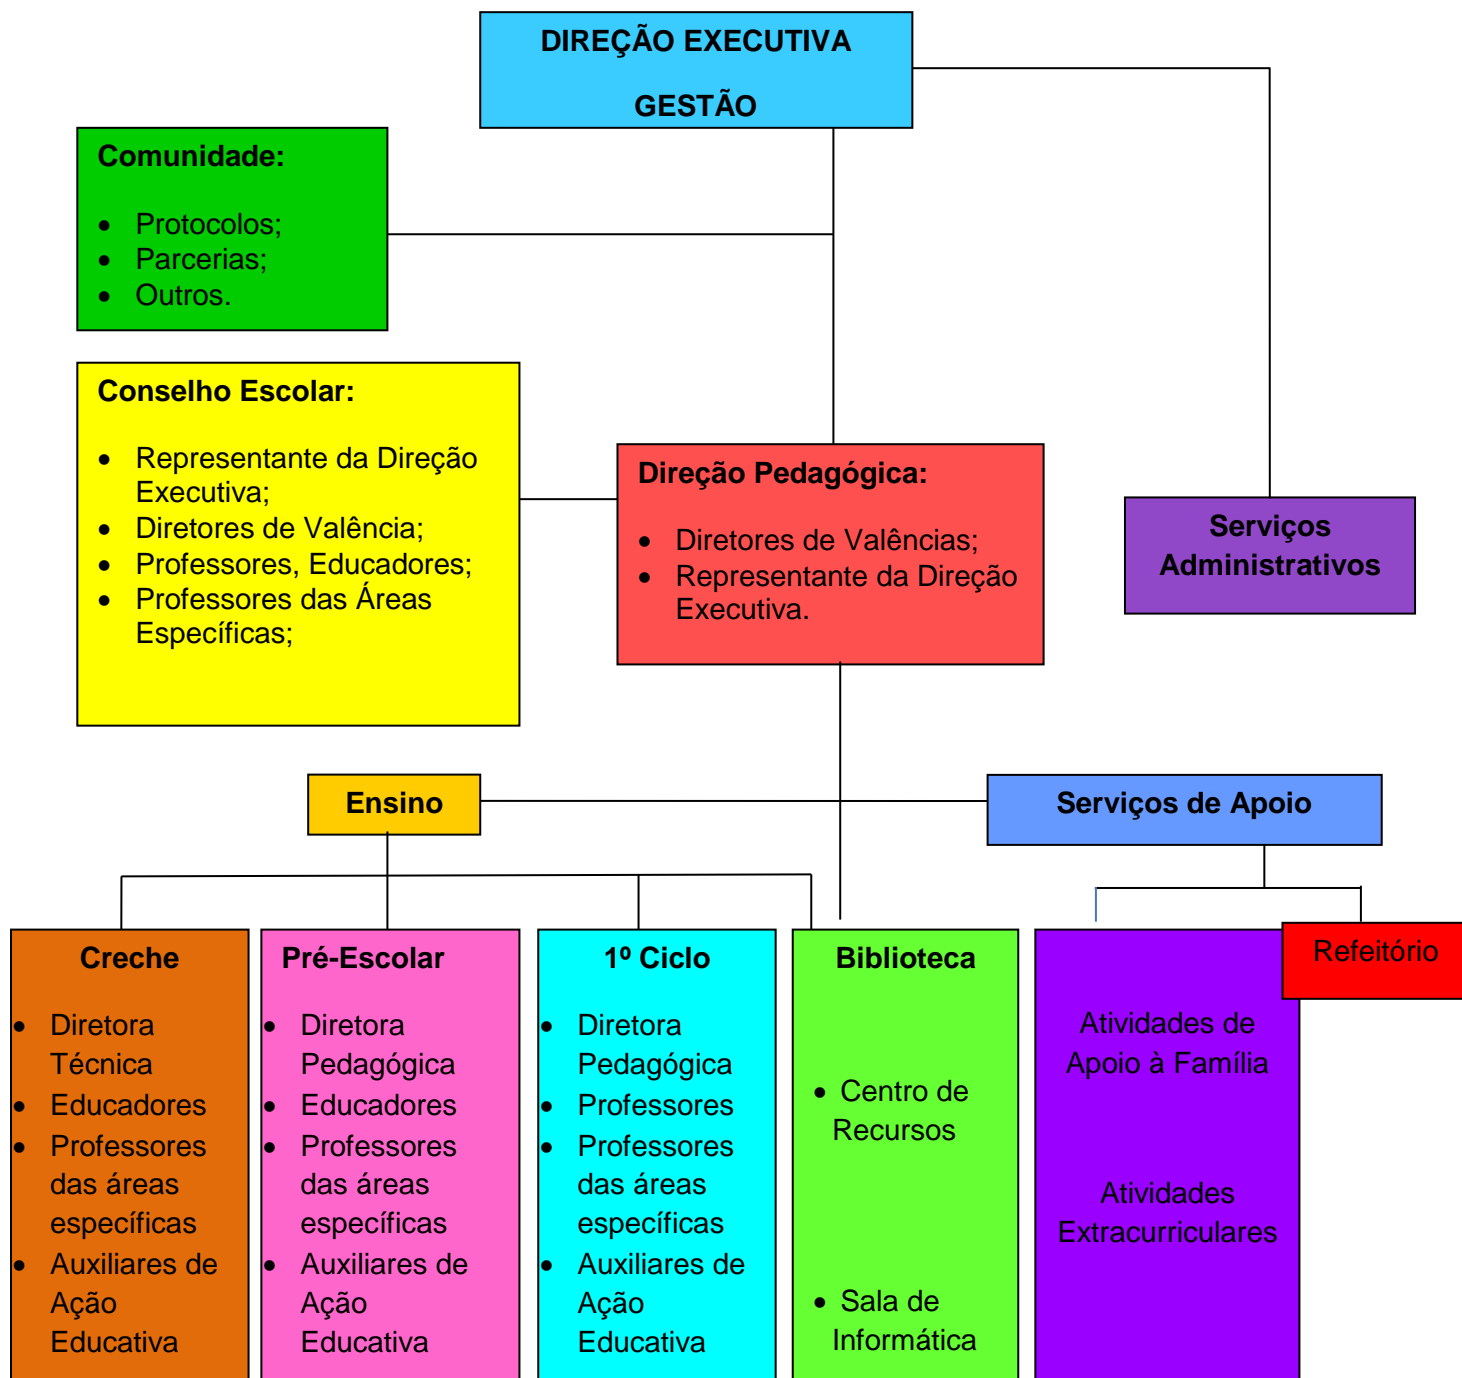 DIREÇÃO EXECUTIVA
GESTÃO
Comunidade:
• Protocolos;
• Parcerias;
• Outros.
Conselho Escolar:
• Representante da Direção
Executiva;
• Diretores de Valência;
• Professores, Educadores;
• Professores das Áreas
Específicas;
Direção Pedagógica:
• Diretores de Valências;
• Representante da Direção
Executiva.
Serviços
Administrativos
Ensino
Serviços de Apoio
Creche
• Diretora
Técnica
• Educadores
• Professores
das áreas
específicas
• Auxiliares de
Ação
Educativa
Pré-Escolar
• Diretora
Pedagógica
• Educadores
• Professores
das áreas
específicas
• Auxiliares de
Ação
Educativa
1º Ciclo
• Diretora
Pedagógica
• Professores
• Professores
das áreas
específicas
• Auxiliares de
Ação
Educativa
Biblioteca
• Centro de
Recursos
• Sala de
Informática
Atividades de
Apoio à Família
Atividades
Extracurriculares
Refeitório